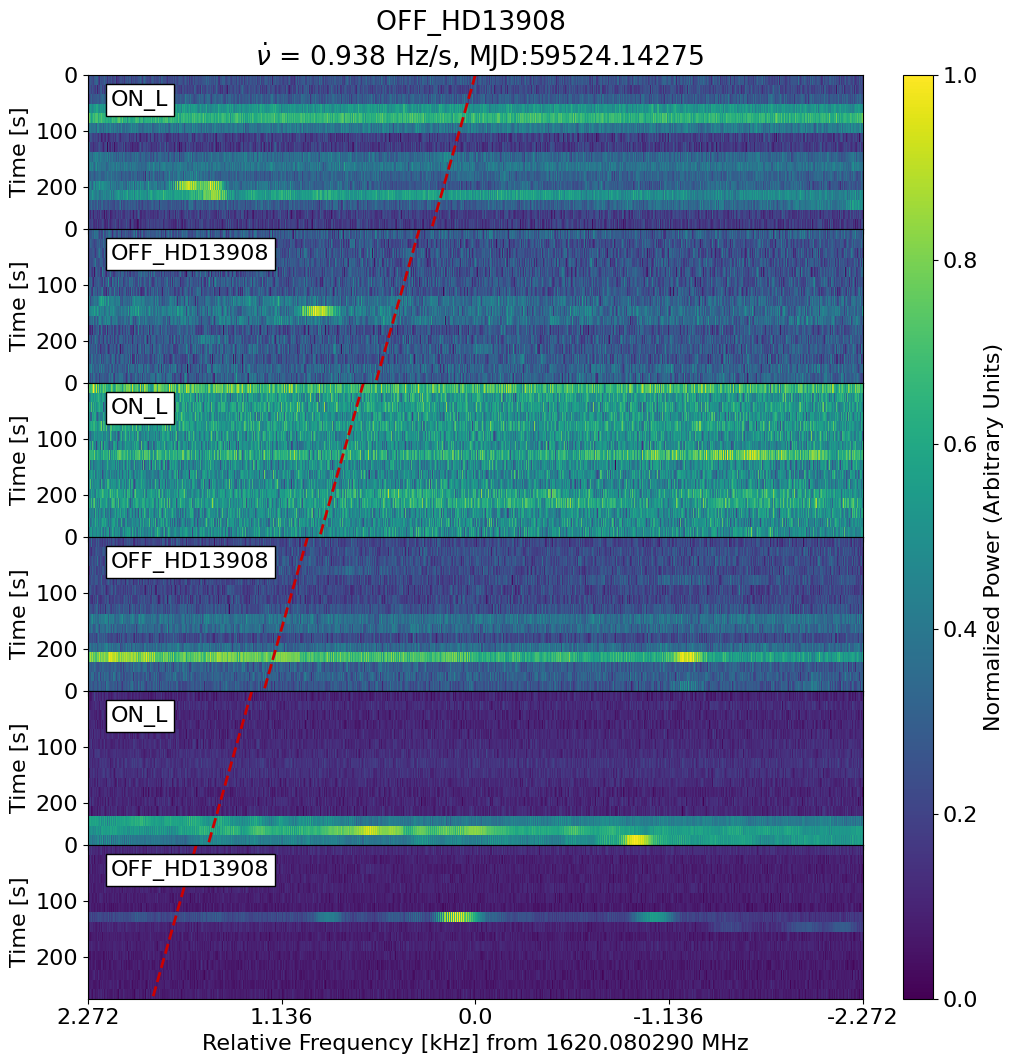 OFF_HD13908
ν̇ = 0.938 Hz/s, MJD:59524.14275
ON_L
OFF_HD13908
ON_L
OFF_HD13908
ON_L
OFF_HD13908
Time [s]
0
100
200
Time [s]
0
100
200
Time [s]
0
100
200
Time [s]
0
100
200
Time [s]
0
100
200
Time [s]
0
100
200
2.272 1.136 0.0 -1.136 -2.272
Relative Frequency [kHz] from 1620.080290 MHz
1.0
0.8
0.6
0.4
0.2
0.0
Normalized Power (Arbitrary Units)